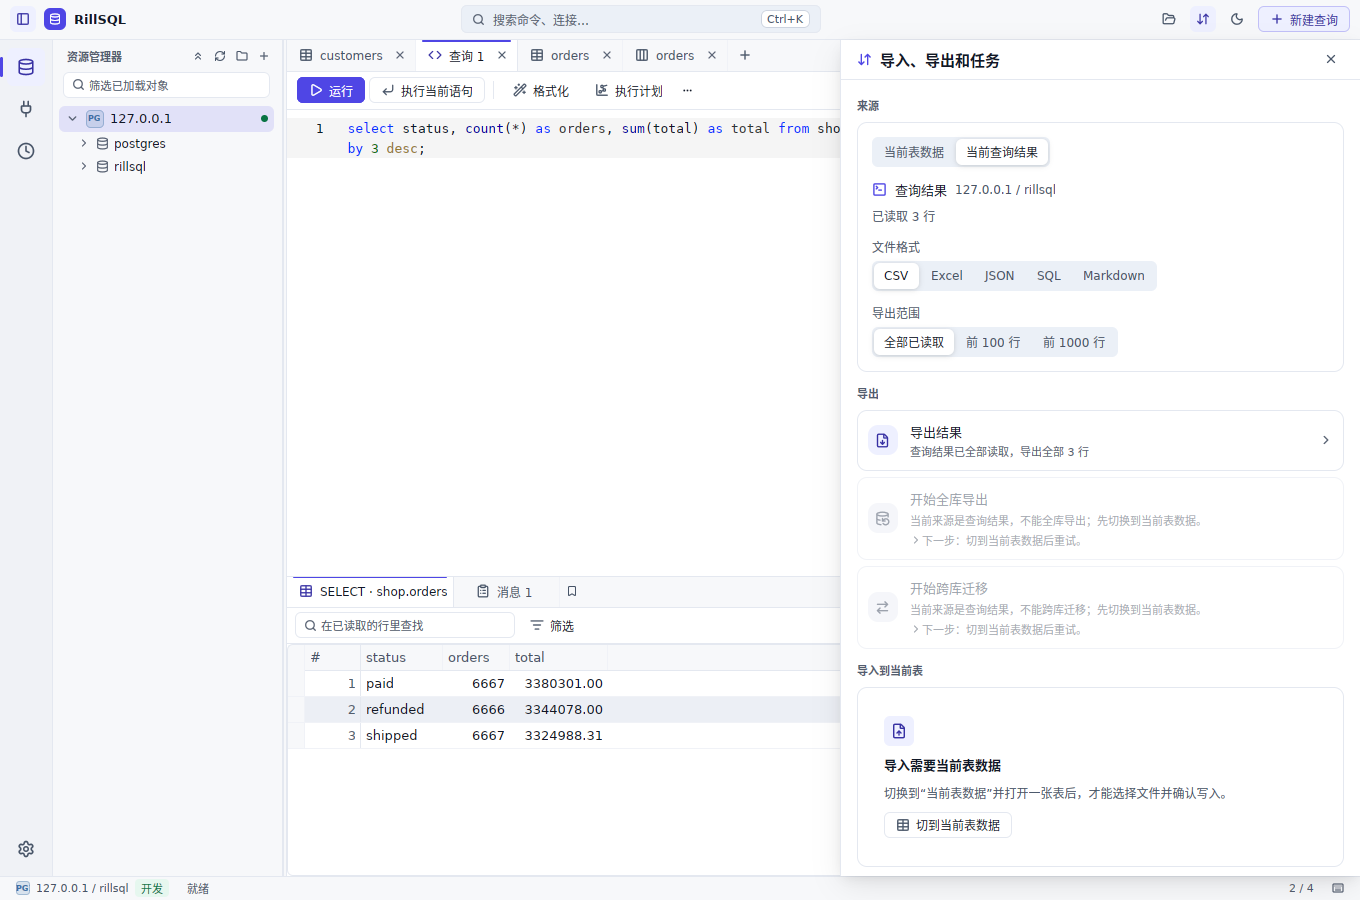 RillSQL
搜索命令、连接...
Ctrl+K
新建查询
资源管理器
筛选已加载对象
PG 127.0.0.1
postgres
rillsql
customers
查询 1
orders
orders
运行
执行当前语句
格式化
执行计划
1 select status, count(*) as orders, sum(total) as total from sho
by 3 desc;
SELECT · shop.orders
消息 1
在已读取的行里查找
筛选
# status orders total
1 paid 6667 3380301.00
2 refunded 6666 3344078.00
3 shipped 6667 3324988.31
导入、导出和任务
来源
当前表数据 当前查询结果
查询结果 127.0.0.1 / rillsql
已读取 3 行
文件格式
CSV Excel JSON SQL Markdown
导出范围
全部已读取 前 100 行 前 1000 行
导出
导出结果
查询结果已全部读取，导出全部 3 行
开始全库导出
当前来源是查询结果，不能全库导出；先切换到当前表数据。
下一步：切到当前表数据后重试。
开始跨库迁移
当前来源是查询结果，不能跨库迁移；先切换到当前表数据。
下一步：切到当前表数据后重试。
导入到当前表
导入需要当前表数据
切换到“当前表数据”并打开一张表后，才能选择文件并确认写入。
切到当前表数据
PG 127.0.0.1 / rillsql 开发 就绪
2 / 4